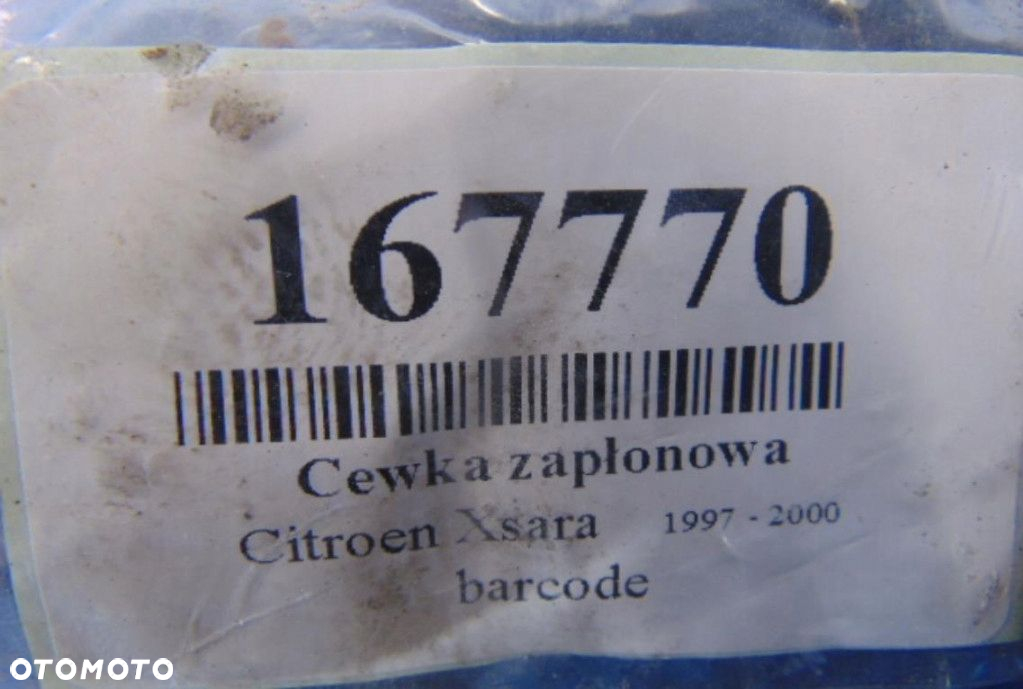 167770
Cewka zapłonowa
Citroen Xsara 1997 - 2000
barcode
OTOMOTO